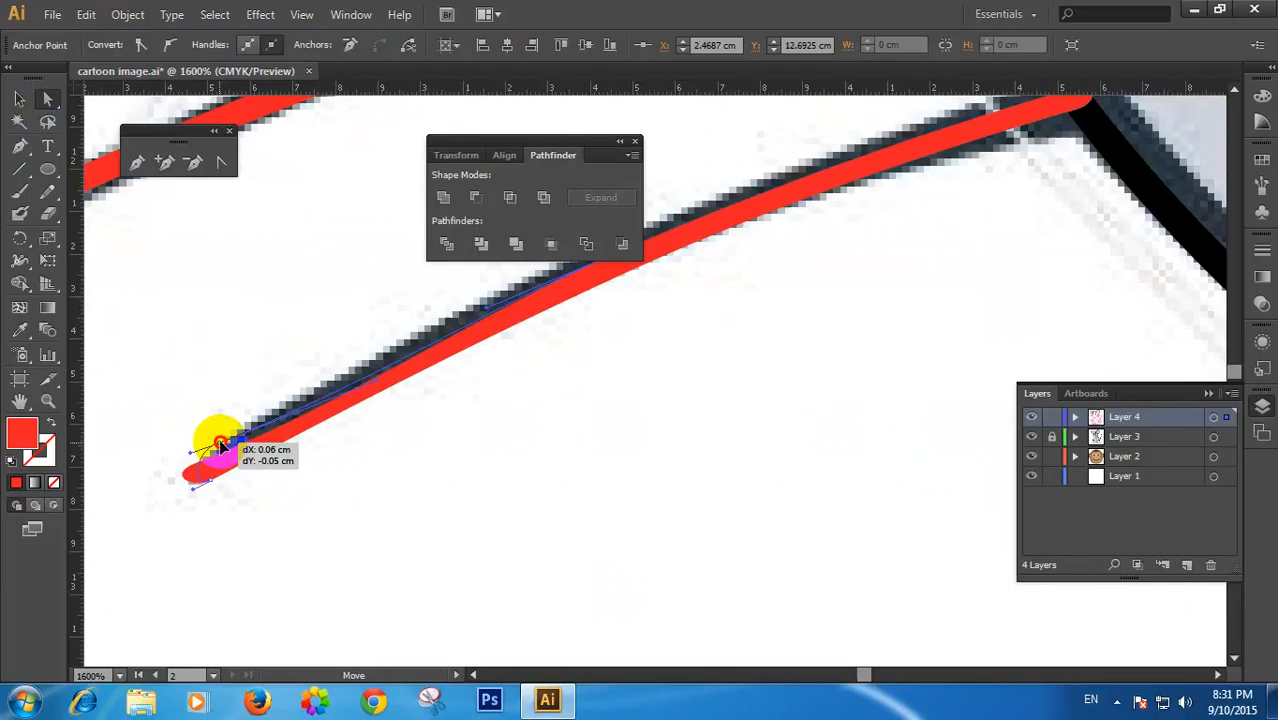 Ai File Edit Object Type Select Effect View Window Help Br Essentials
Anchor Point Convert: Handles: Anchors: X: 2.4687 cm Y: 12.6925 cm W: 0 cm H: 0 cm
cartoon image.ai* @ 1600% (CMYK/Preview)
Transform Align Pathfinder
Shape Modes:
Expand
Pathfinders:
dX: 0.06 cm
dY: -0.05 cm
Layers Artboards
Layer 4
Layer 3
Layer 2
Layer 1
4 Layers
1600% 2 Move
Ps Ai EN 8:31 PM
9/10/2015